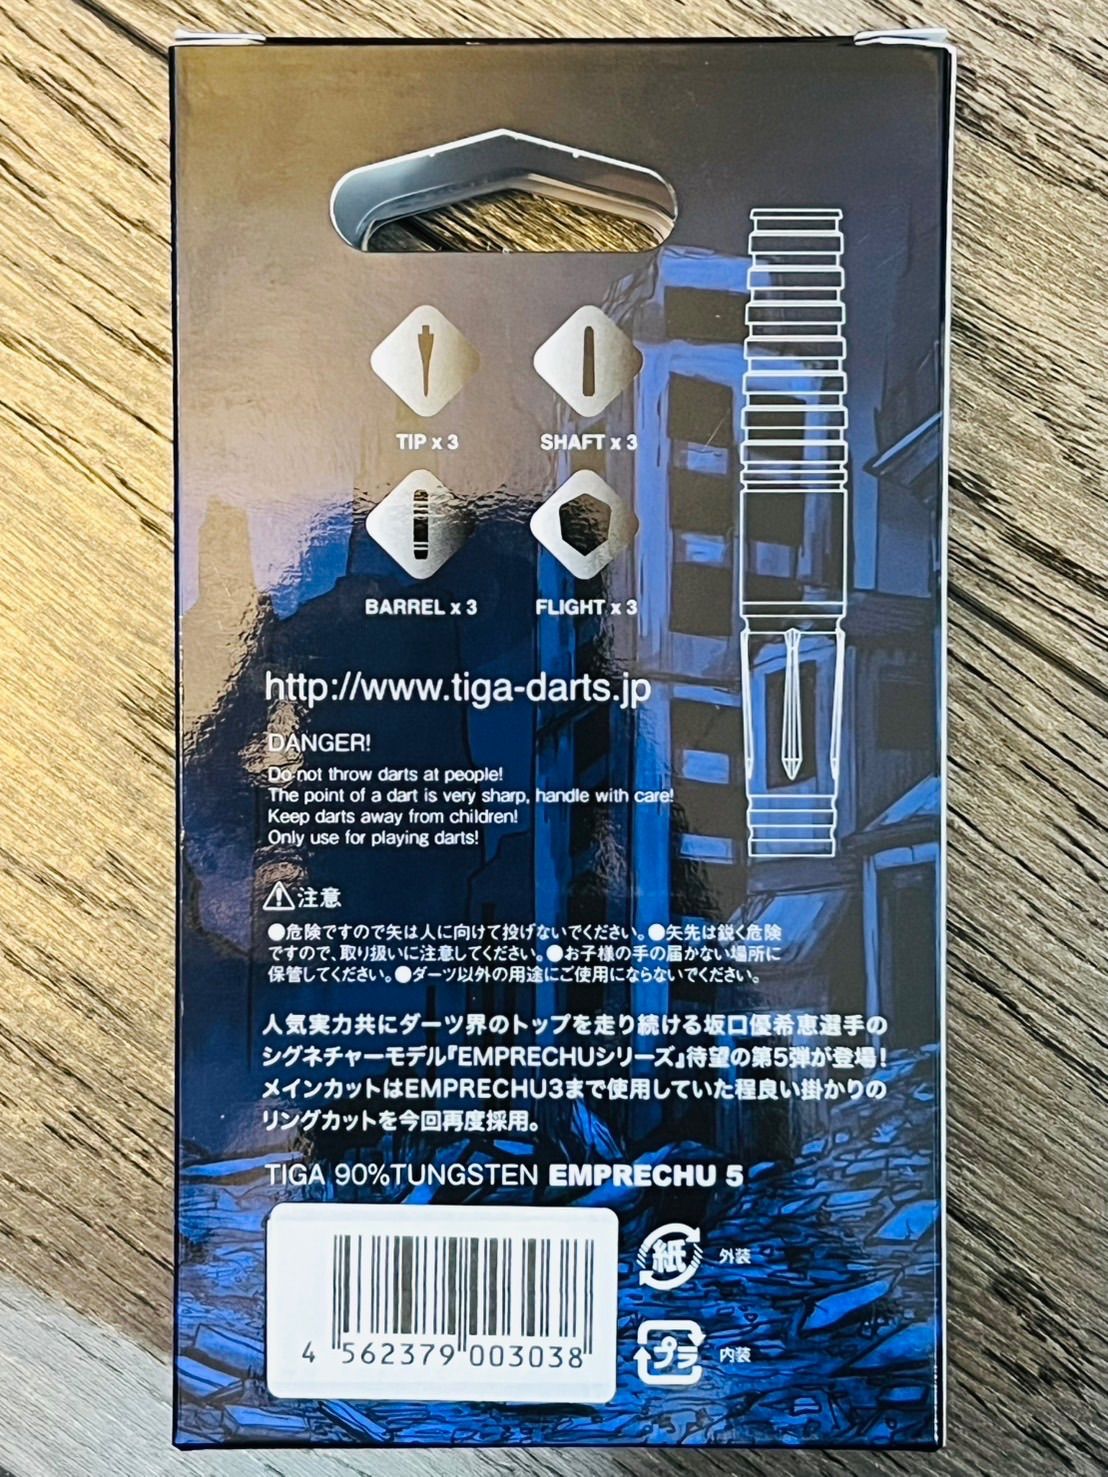 TIP x 3
SHAFT x 3
BARREL x 3
FLIGHT x 3
http://www.tiga-darts.jp
DANGER!
Do not throw darts at people!
The point of a dart is very sharp, handle with care!
Keep darts away from children!
Only use for playing darts!
注意
●危険ですので矢は人に向けて投げないでください。●矢先は鋭く危険
ですので、取り扱いに注意してください。●お子様の手の届かない場所に
保管してください。●ダーツ以外の用途にご使用にならないでください。
人気実力共にダーツ界のトップを走り続ける坂口優希恵選手の
シグネチャーモデル『EMPRECHUシリーズ』待望の第5弾が登場!
メインカットはEMPRECHU3まで使用していた程良い掛かりの
リングカットを今回再度採用。
TIGA 90%TUNGSTEN EMPRECHU 5
4 562379 003038
紙 外装
プラ 内装